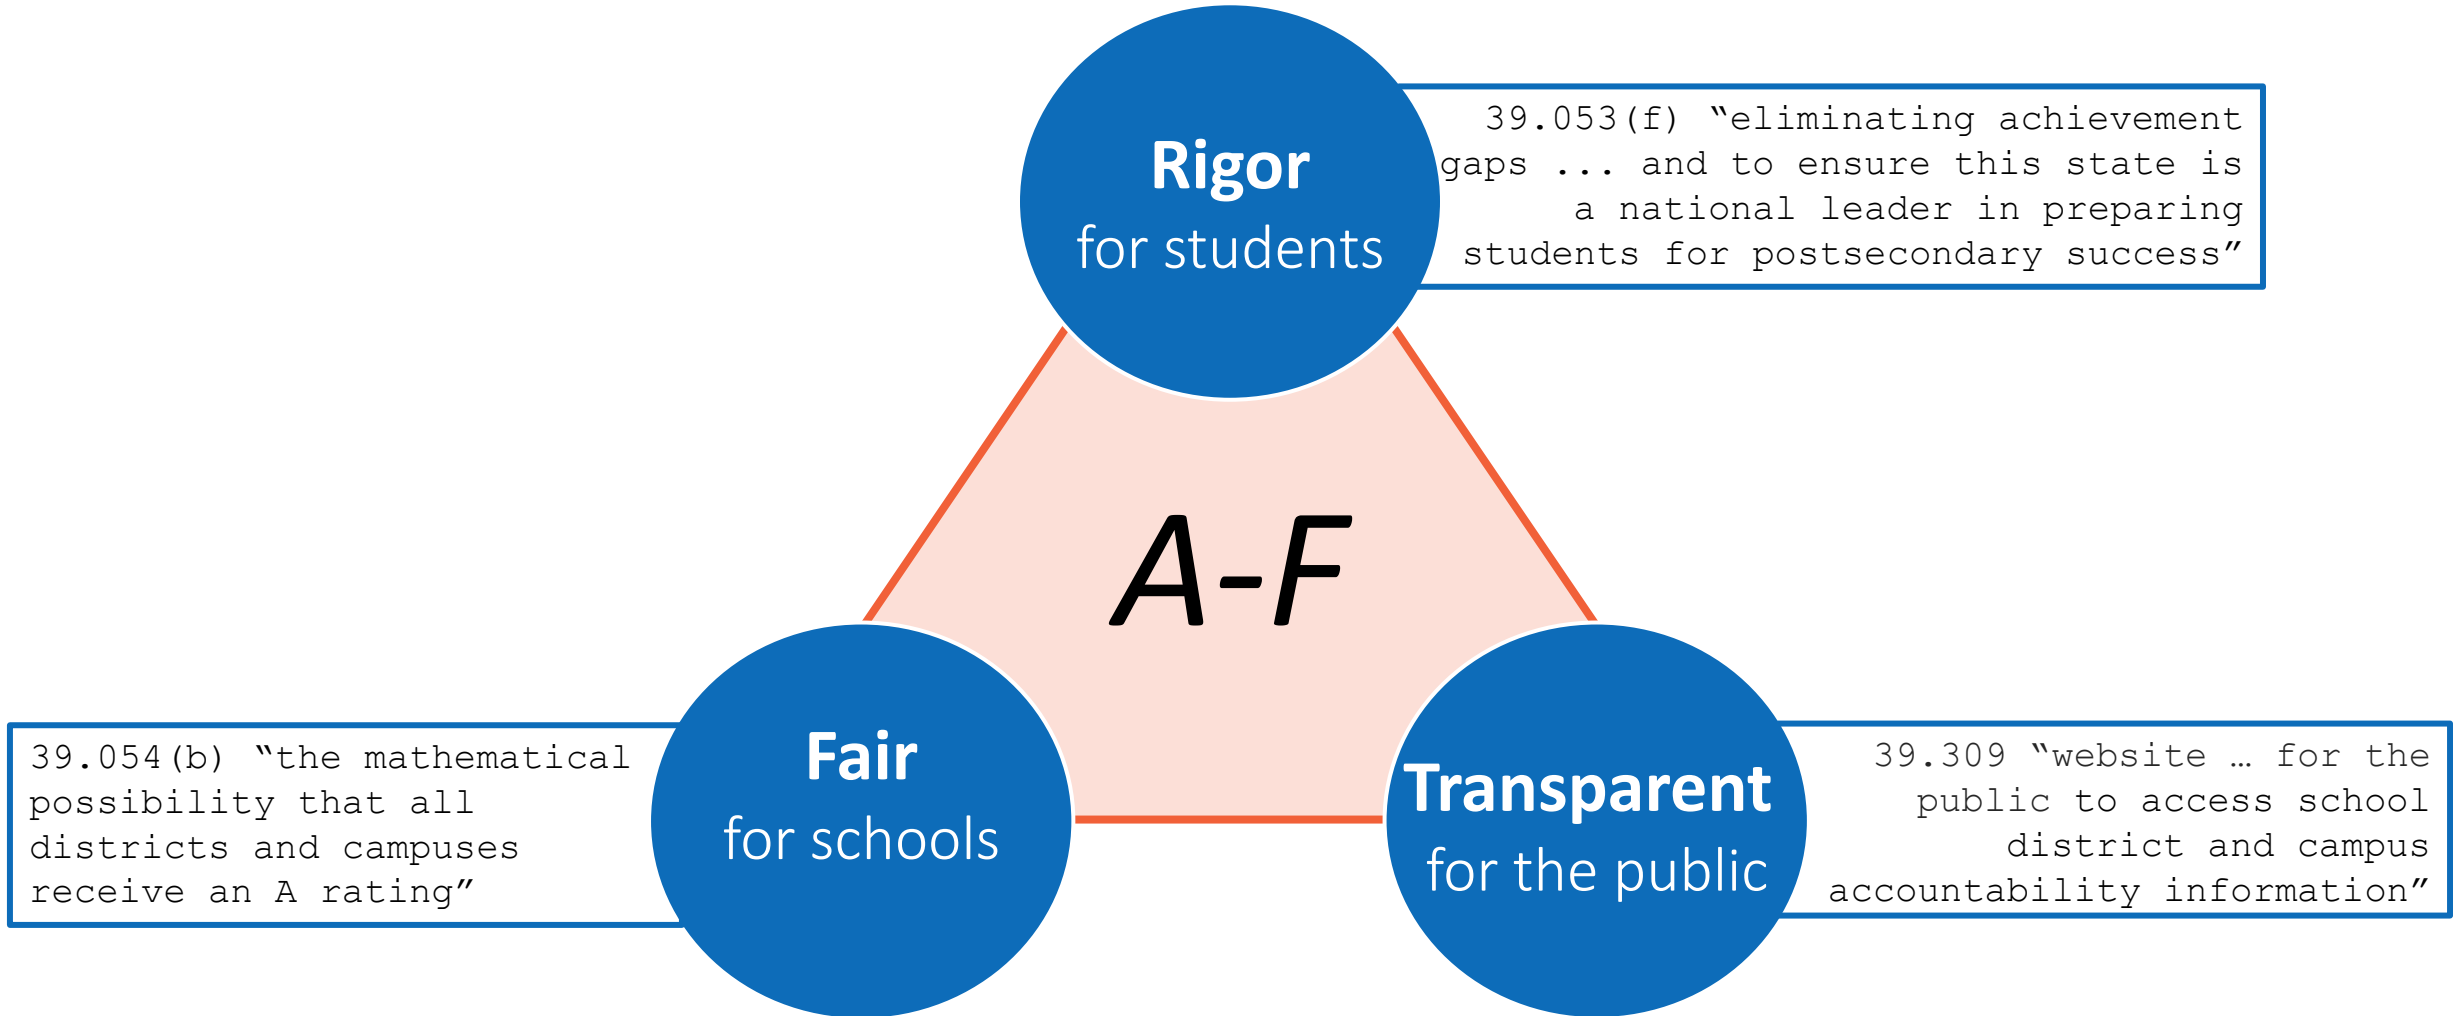 Rigor
for students
39.053(f) “eliminating achievement
gaps ... and to ensure this state is
a national leader in preparing
students for postsecondary success”
A-F
39.054(b) “the mathematical
possibility that all
districts and campuses
receive an A rating”
Fair
for schools
Transparent
for the public
39.309 “website … for the
public to access school
district and campus
accountability information”